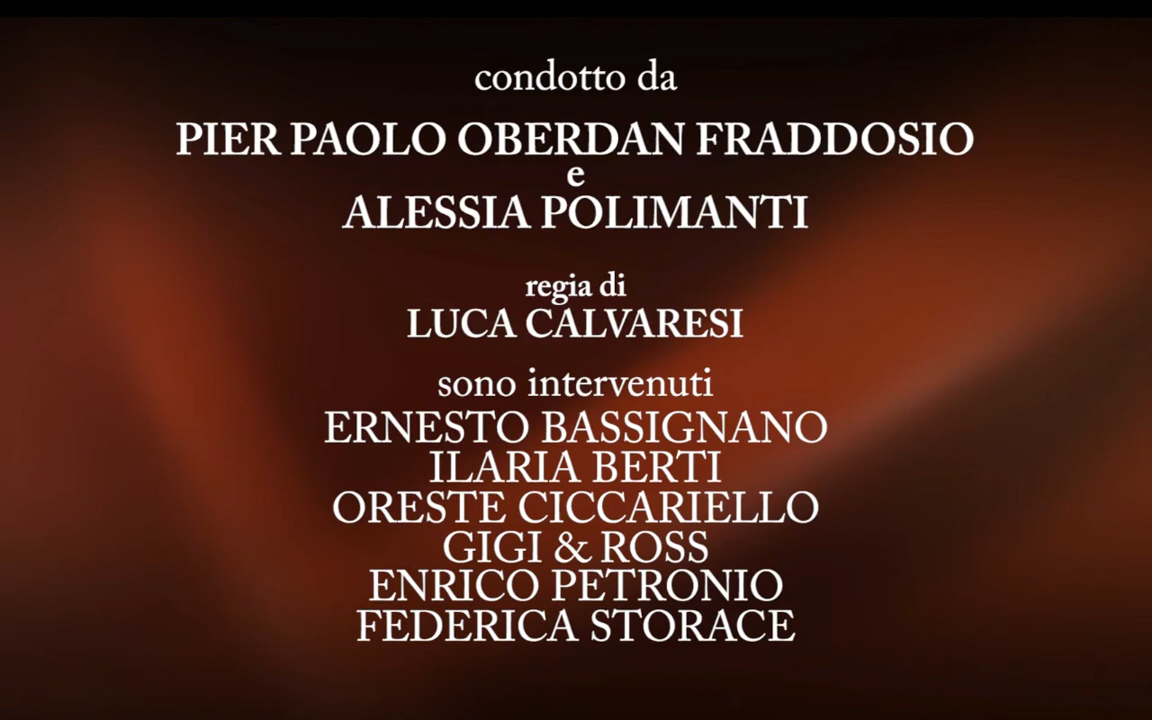 condotto da
PIER PAOLO OBERDAN FRADDOSIO
e
ALESSIA POLIMANTI
regia di
LUCA CALVARESI
sono intervenuti
ERNESTO BASSIGNANO
ILARIA BERTI
ORESTE CICCARIELLO
GIGI & ROSS
ENRICO PETRONIO
FEDERICA STORACE